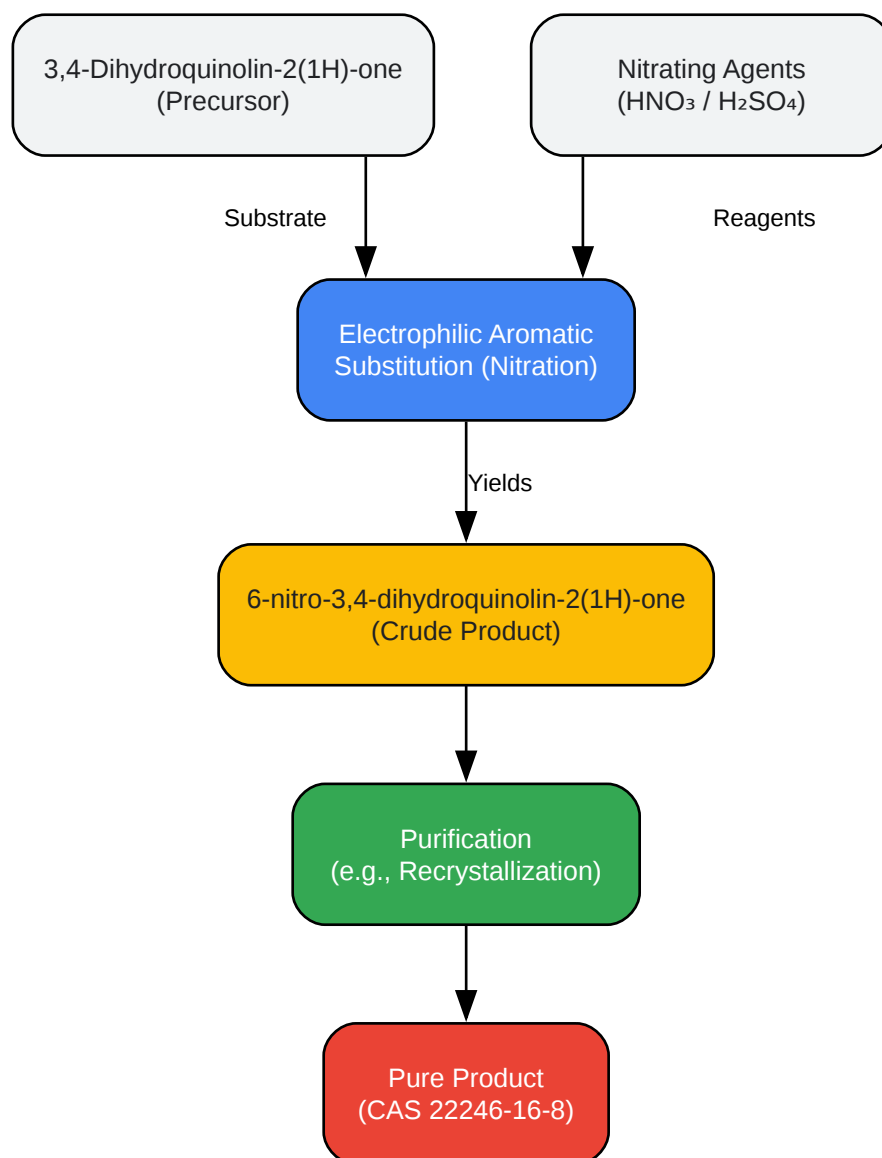 3,4-Dihydroquinolin-2(1H)-one
(Precursor)
Nitrating Agents
(HNO₃ / H₂SO₄)
Substrate
Reagents
Electrophilic Aromatic
Substitution (Nitration)
Yields
6-nitro-3,4-dihydroquinolin-2(1H)-one
(Crude Product)
Purification
(e.g., Recrystallization)
Pure Product
(CAS 22246-16-8)